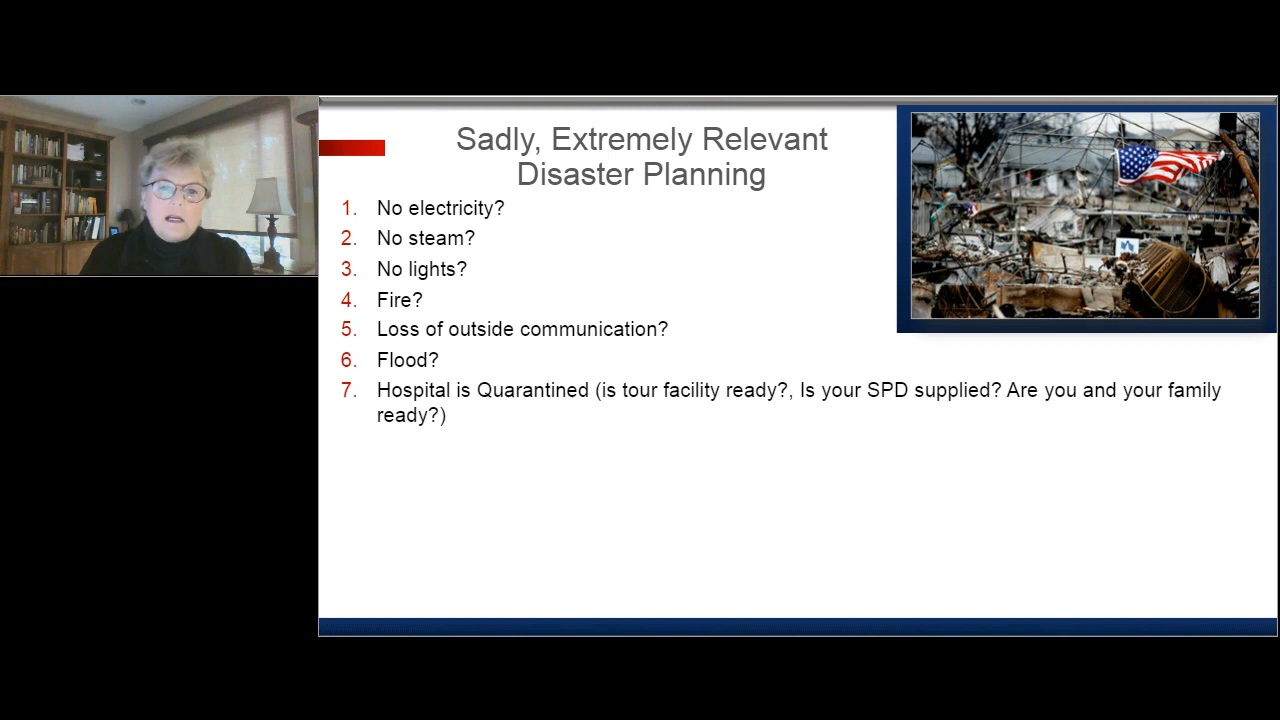 Sadly, Extremely Relevant
Disaster Planning
1. No electricity?
2. No steam?
3. No lights?
4. Fire?
5. Loss of outside communication?
6. Flood?
7. Hospital is Quarantined (is tour facility ready?, Is your SPD supplied? Are you and your family
ready?)